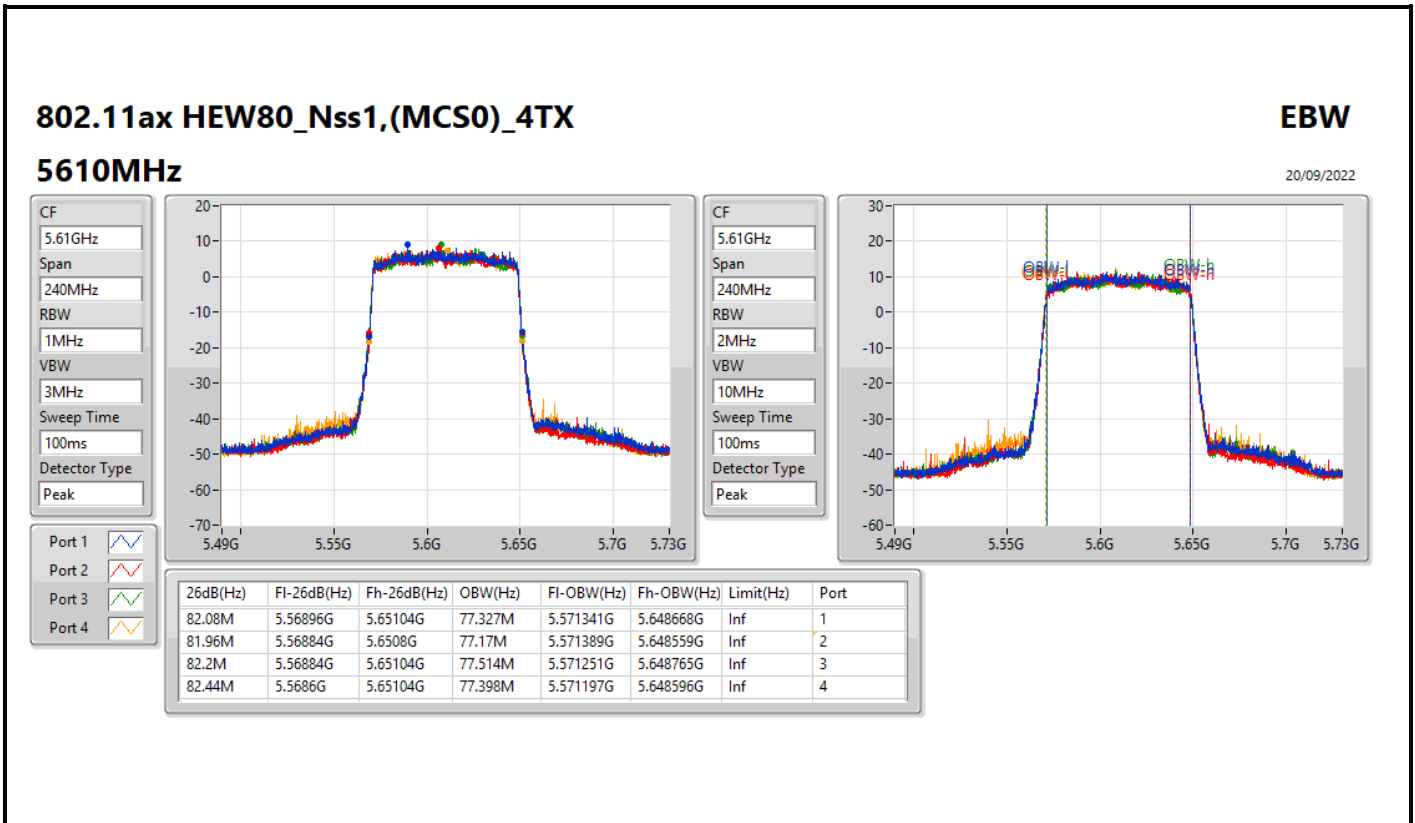 802.11ax HEW80_Nss1,(MCS0)_4TX EBW
5610MHz 20/09/2022
CF
5.61GHz
Span
240MHz
RBW
1MHz
VBW
3MHz
Sweep Time
100ms
Detector Type
Peak
20
10
0
-10
-20
-30
-40
-50
-60
-70
5.49G 5.55G 5.6G 5.65G 5.7G 5.73G
CF
5.61GHz
Span
240MHz
RBW
2MHz
VBW
10MHz
Sweep Time
100ms
Detector Type
Peak
30
20
10
0
-10
-20
-30
-40
-50
-60
OBW-l OBW-h
5.49G 5.55G 5.6G 5.65G 5.7G 5.73G
Port 1
Port 2
Port 3
Port 4
26dB(Hz) Fl-26dB(Hz) Fh-26dB(Hz) OBW(Hz) Fl-OBW(Hz) Fh-OBW(Hz) Limit(Hz) Port
82.08M 5.56896G 5.65104G 77.327M 5.571341G 5.648668G Inf 1
81.96M 5.56884G 5.6508G 77.17M 5.571389G 5.648559G Inf 2
82.2M 5.56884G 5.65104G 77.514M 5.571251G 5.648765G Inf 3
82.44M 5.5686G 5.65104G 77.398M 5.571197G 5.648596G Inf 4